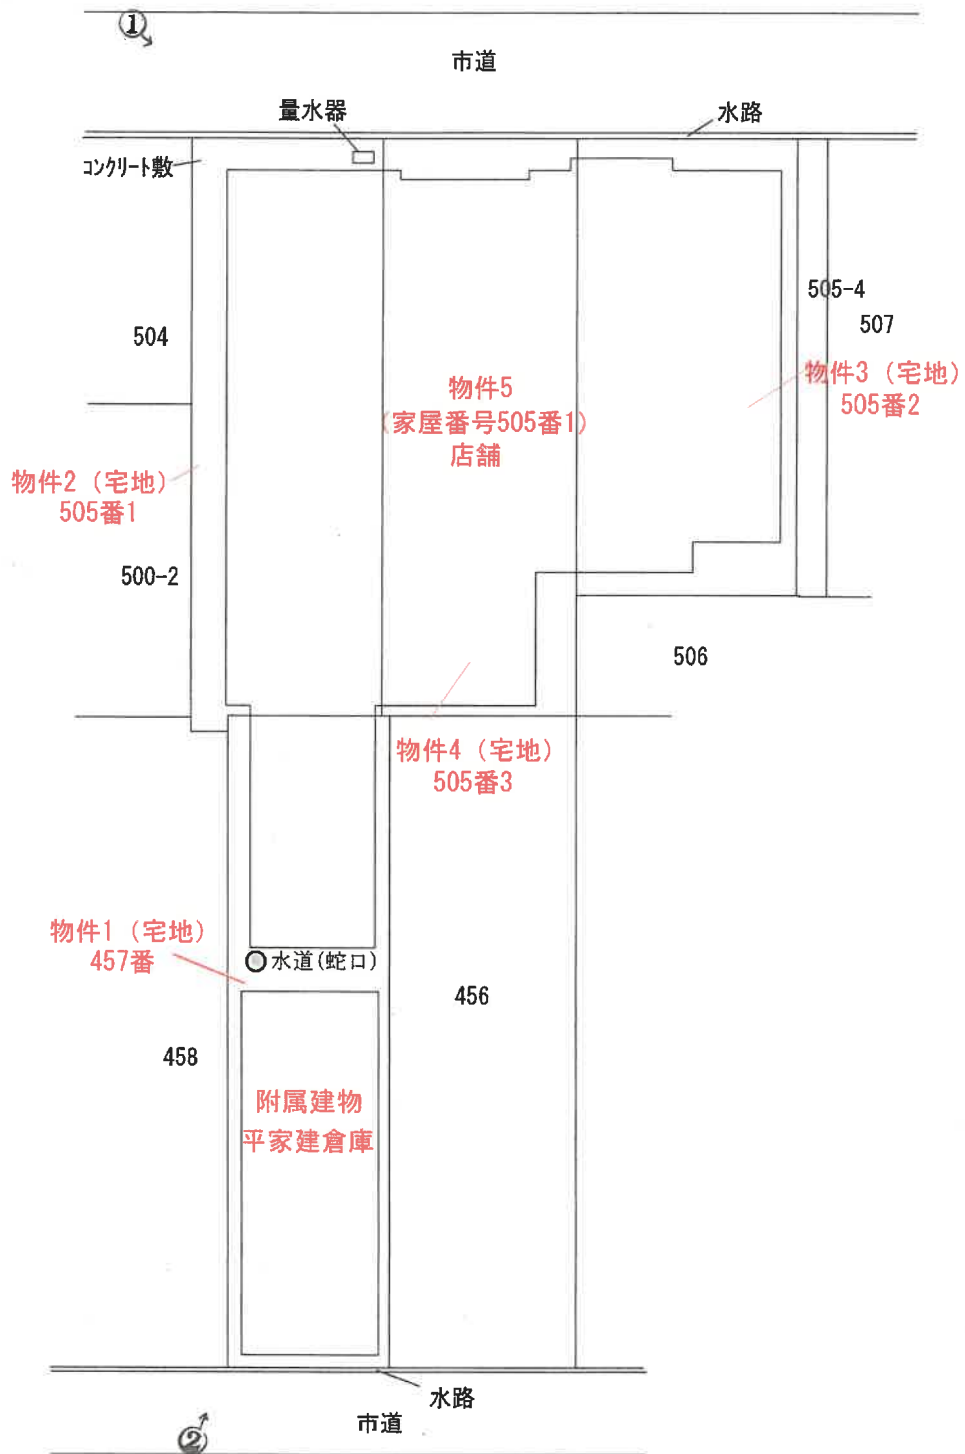 ①
市道
量水器
水路
コンクリート敷
505-4
507
504
物件3（宅地）
505番2
物件5
（家屋番号505番1）
店舗
物件2（宅地）
505番1
500-2
506
物件4（宅地）
505番3
物件1（宅地）
457番
水道(蛇口)
456
458
附属建物
平家建倉庫
水路
市道
②